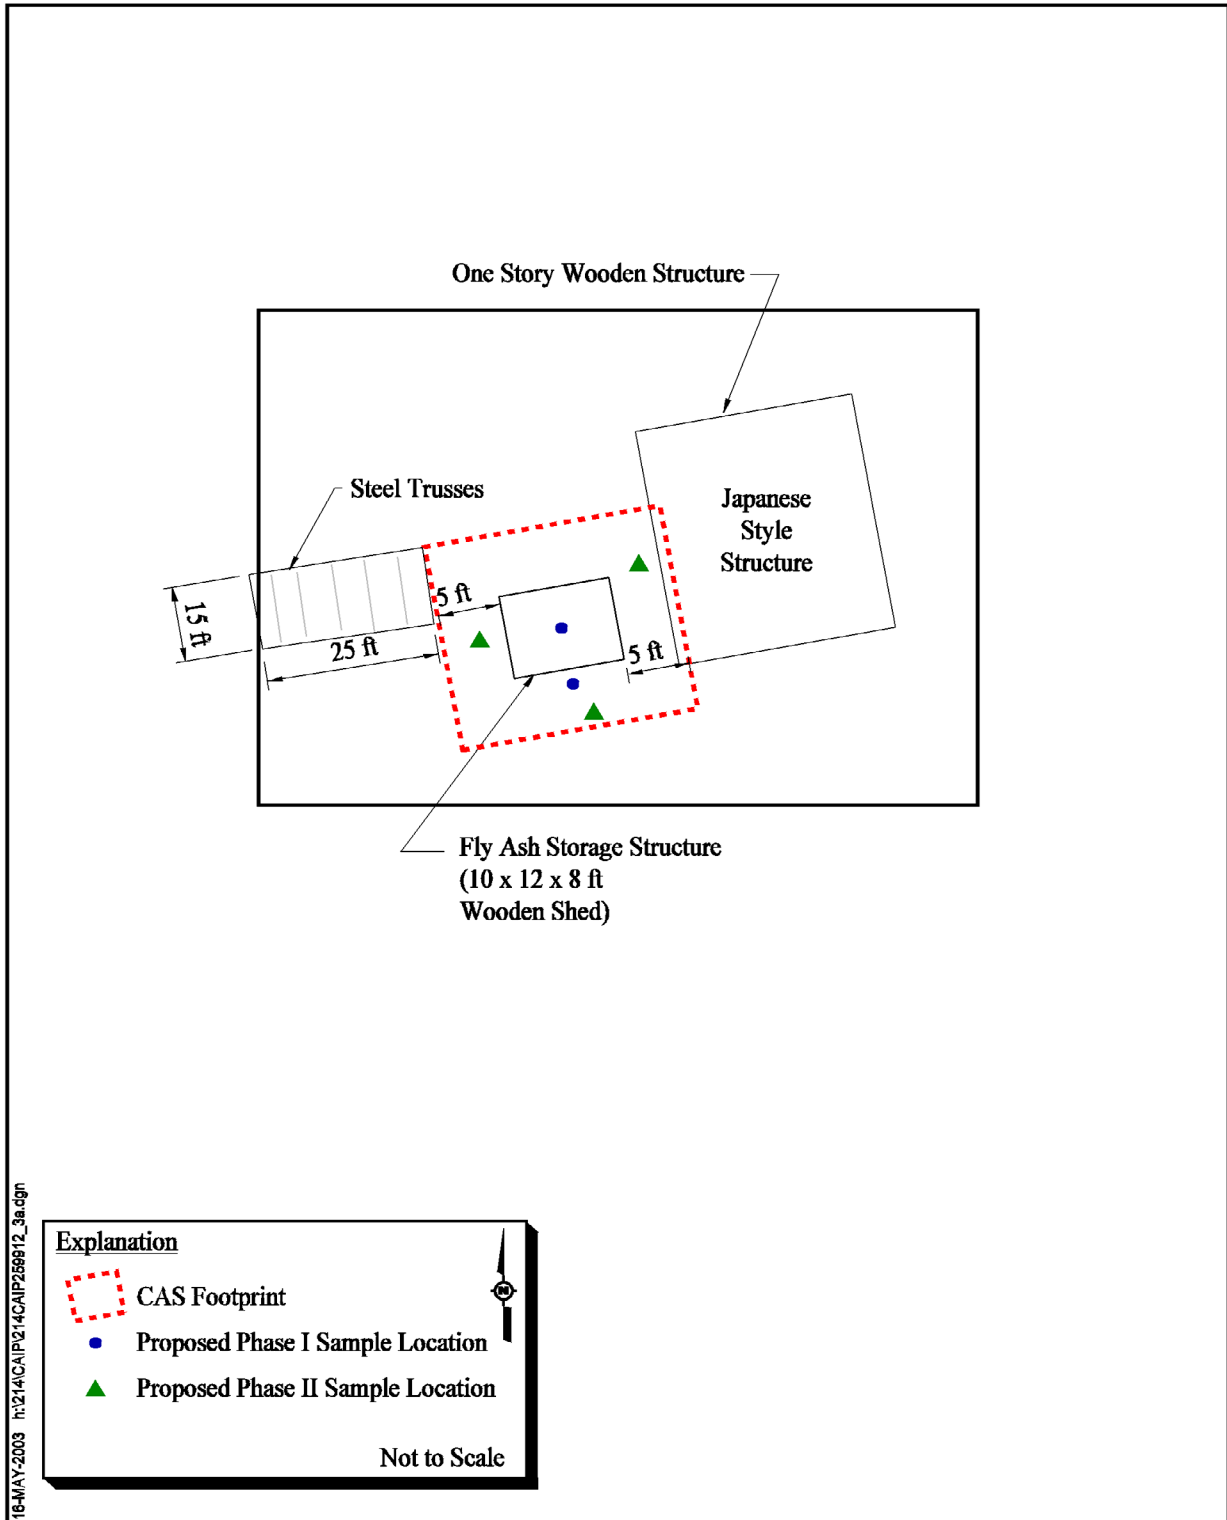 One Story Wooden Structure
Steel Trusses
Japanese
Style
Structure
5 ft
15 ft
25 ft
5 ft
Fly Ash Storage Structure
(10 x 12 x 8 ft
Wooden Shed)
Explanation
N
CAS Footprint
Proposed Phase I Sample Location
Proposed Phase II Sample Location
Not to Scale
16-MAY-2003 h:\214\CAIP\214CAIP259912_3a.dgn